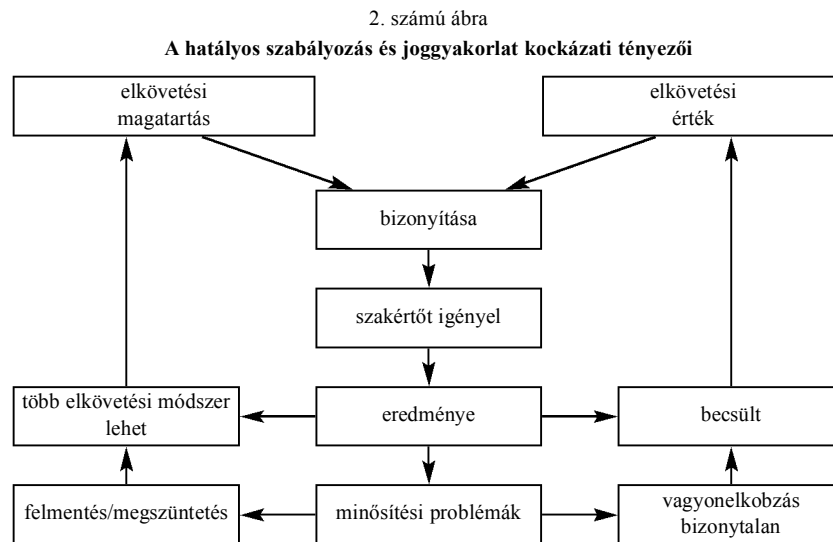 2. számú ábra
A hatályos szabályozás és joggyakorlat kockázati tényezői
elkövetési
magatartás
elkövetési
érték
bizonyítása
szakértőt igényel
több elkövetési módszer
lehet
eredménye
becsült
felmentés/megszüntetés
minősítési problémák
vagyonelkobzás
bizonytalan